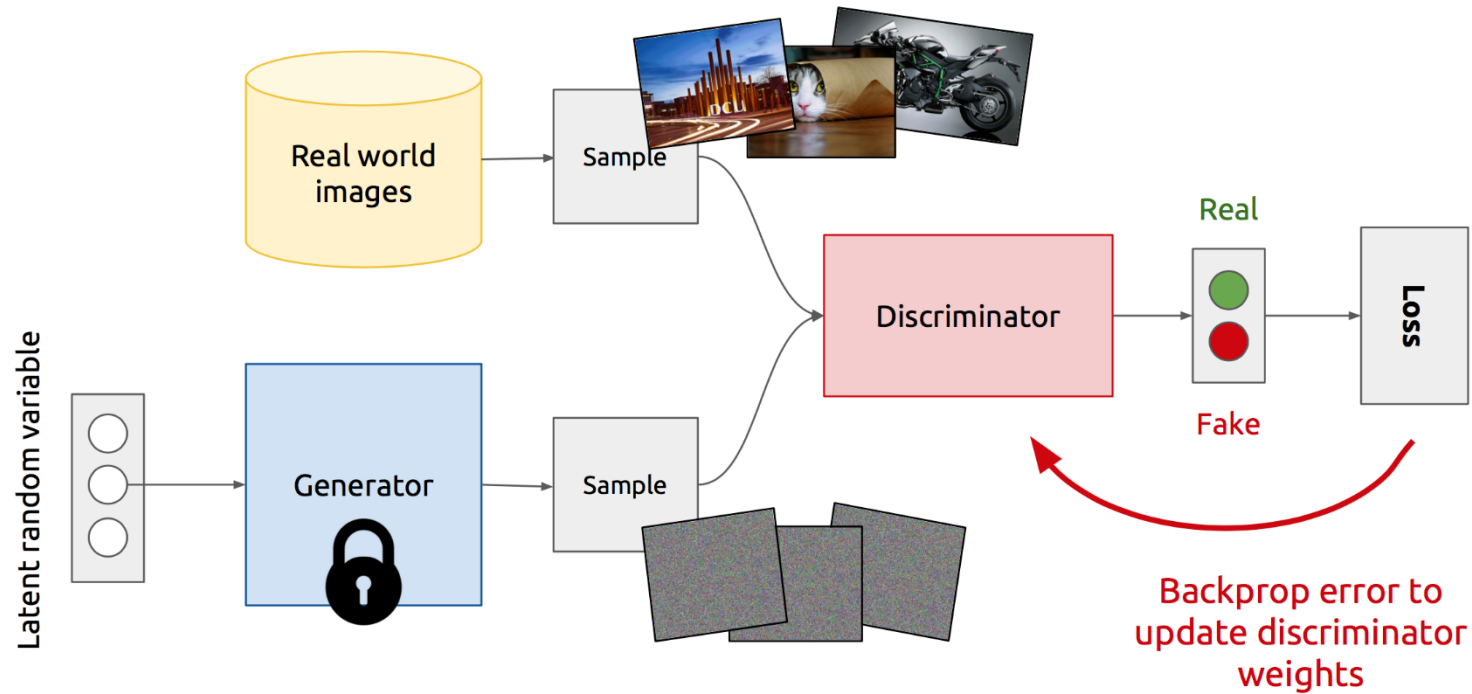 Real world
images
Sample
DCU
Latent random variable
Generator
Sample
Discriminator
Real
Fake
Loss
Backprop error to
update discriminator
weights